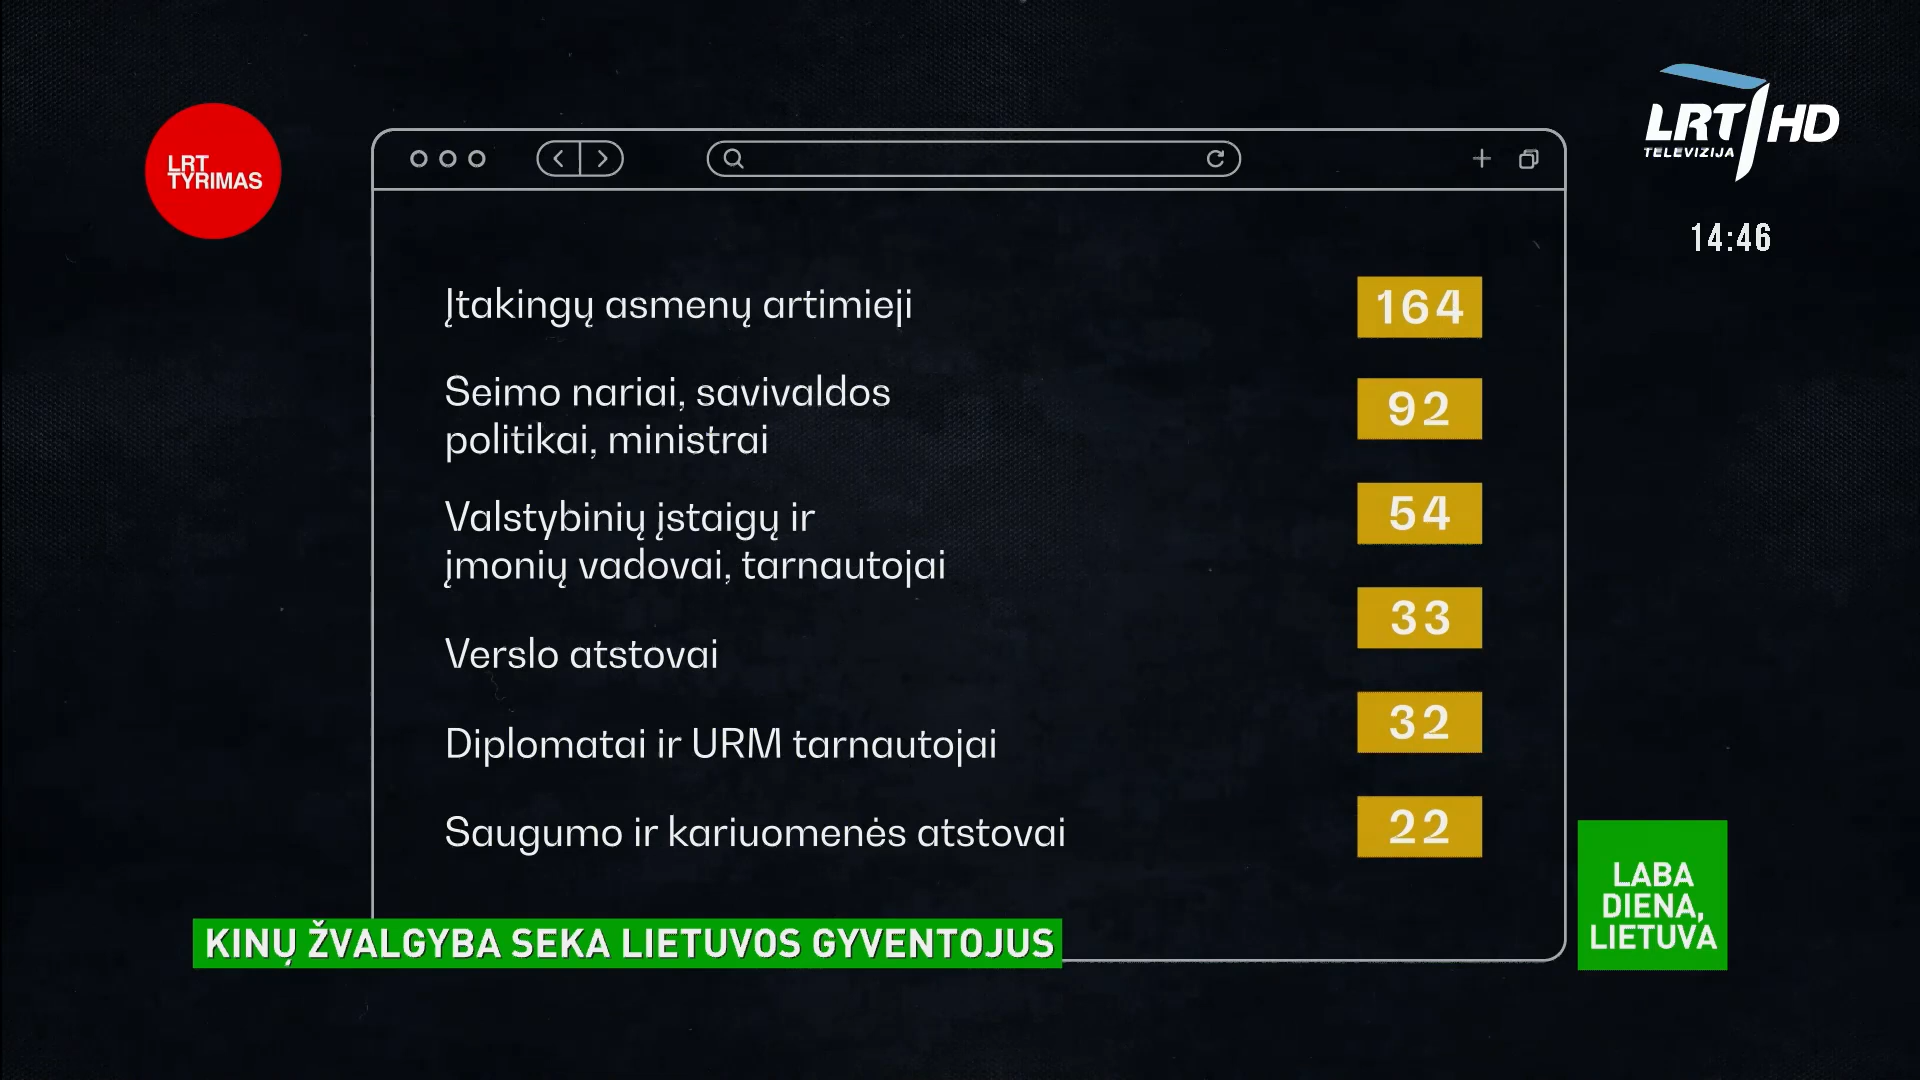 LRT
TYRIMAS
LRT HD
TELEVIZIJA
14:46
Įtakingų asmenų artimieji
164
Seimo nariai, savivaldos
politikai, ministrai
92
Valstybinių įstaigų ir
įmonių vadovai, tarnautojai
54
Verslo atstovai
33
Diplomatai ir URM tarnautojai
32
Saugumo ir kariuomenės atstovai
22
KINŲ ŽVALGYBA SEKA LIETUVOS GYVENTOJUS
LABA
DIENA,
LIETUVA